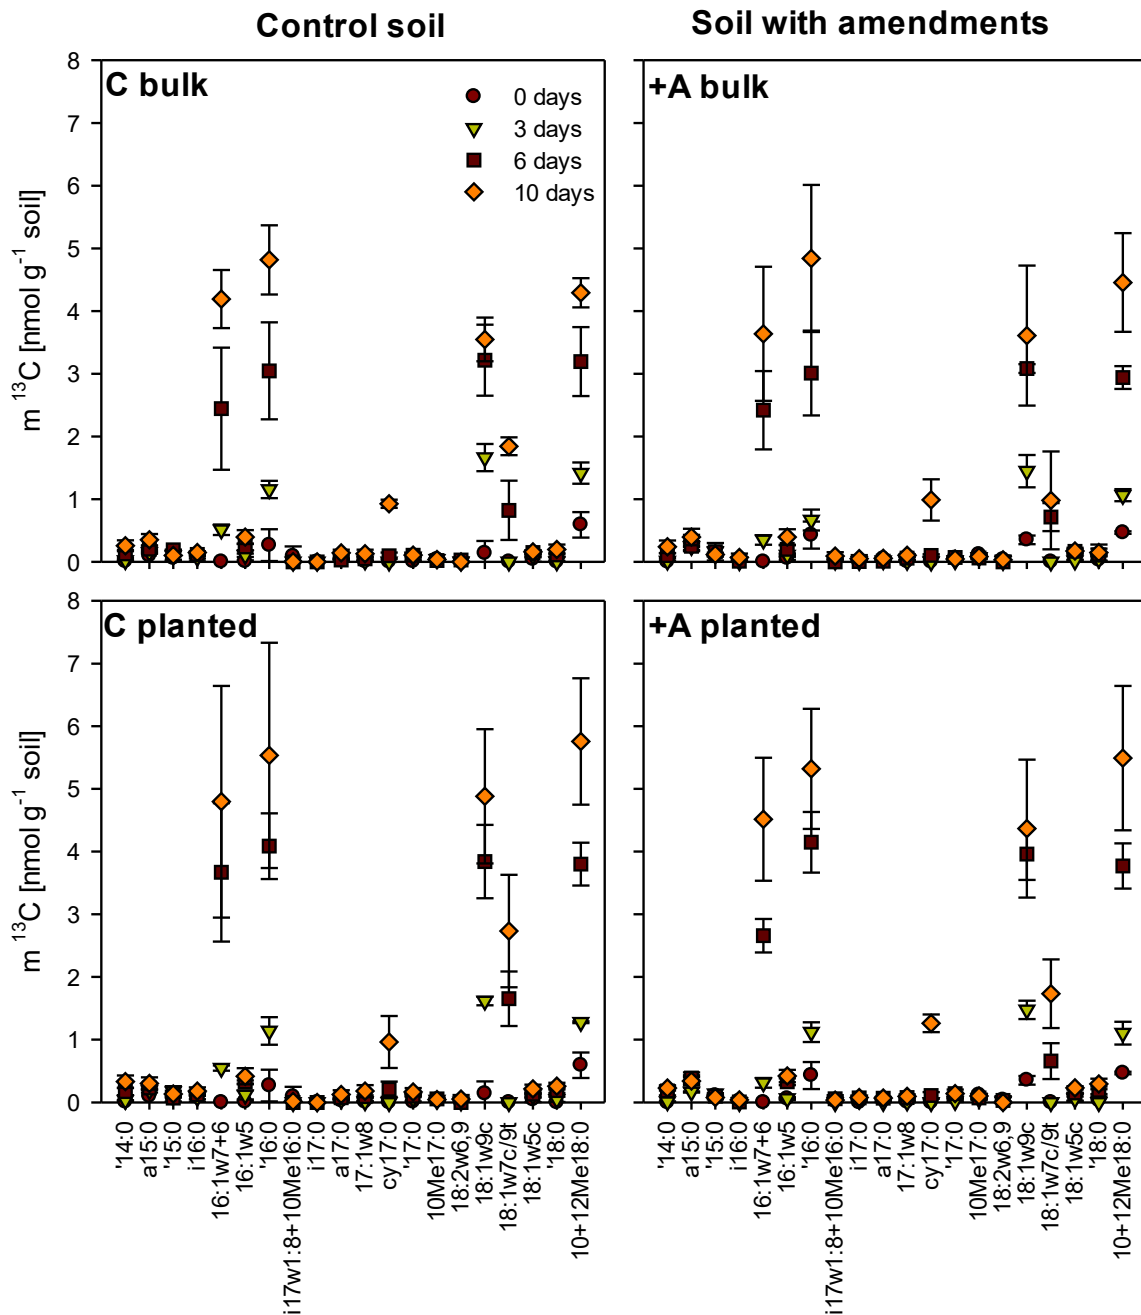 Control soil
Soil with amendments
C bulk
0 days
3 days
6 days
10 days
+A bulk
8
7
6
5
4
3
2
1
0
m ¹³C [nmol g⁻¹ soil]
C planted
+A planted
8
7
6
5
4
3
2
1
0
m ¹³C [nmol g⁻¹ soil]
'14:0
a15:0
'15:0
i16:0
16:1w7+6
16:1w5
'16:0
i17w1:8+10Me16:0
i17:0
a17:0
17:1w8
cy17:0
'17:0
10Me17:0
18:2w6,9
18:1w9c
18:1w7c/9t
18:1w5c
'18:0
10+12Me18:0
'14:0
a15:0
'15:0
i16:0
16:1w7+6
16:1w5
'16:0
i17w1:8+10Me16:0
i17:0
a17:0
17:1w8
cy17:0
'17:0
10Me17:0
18:2w6,9
18:1w9c
18:1w7c/9t
18:1w5c
'18:0
10+12Me18:0